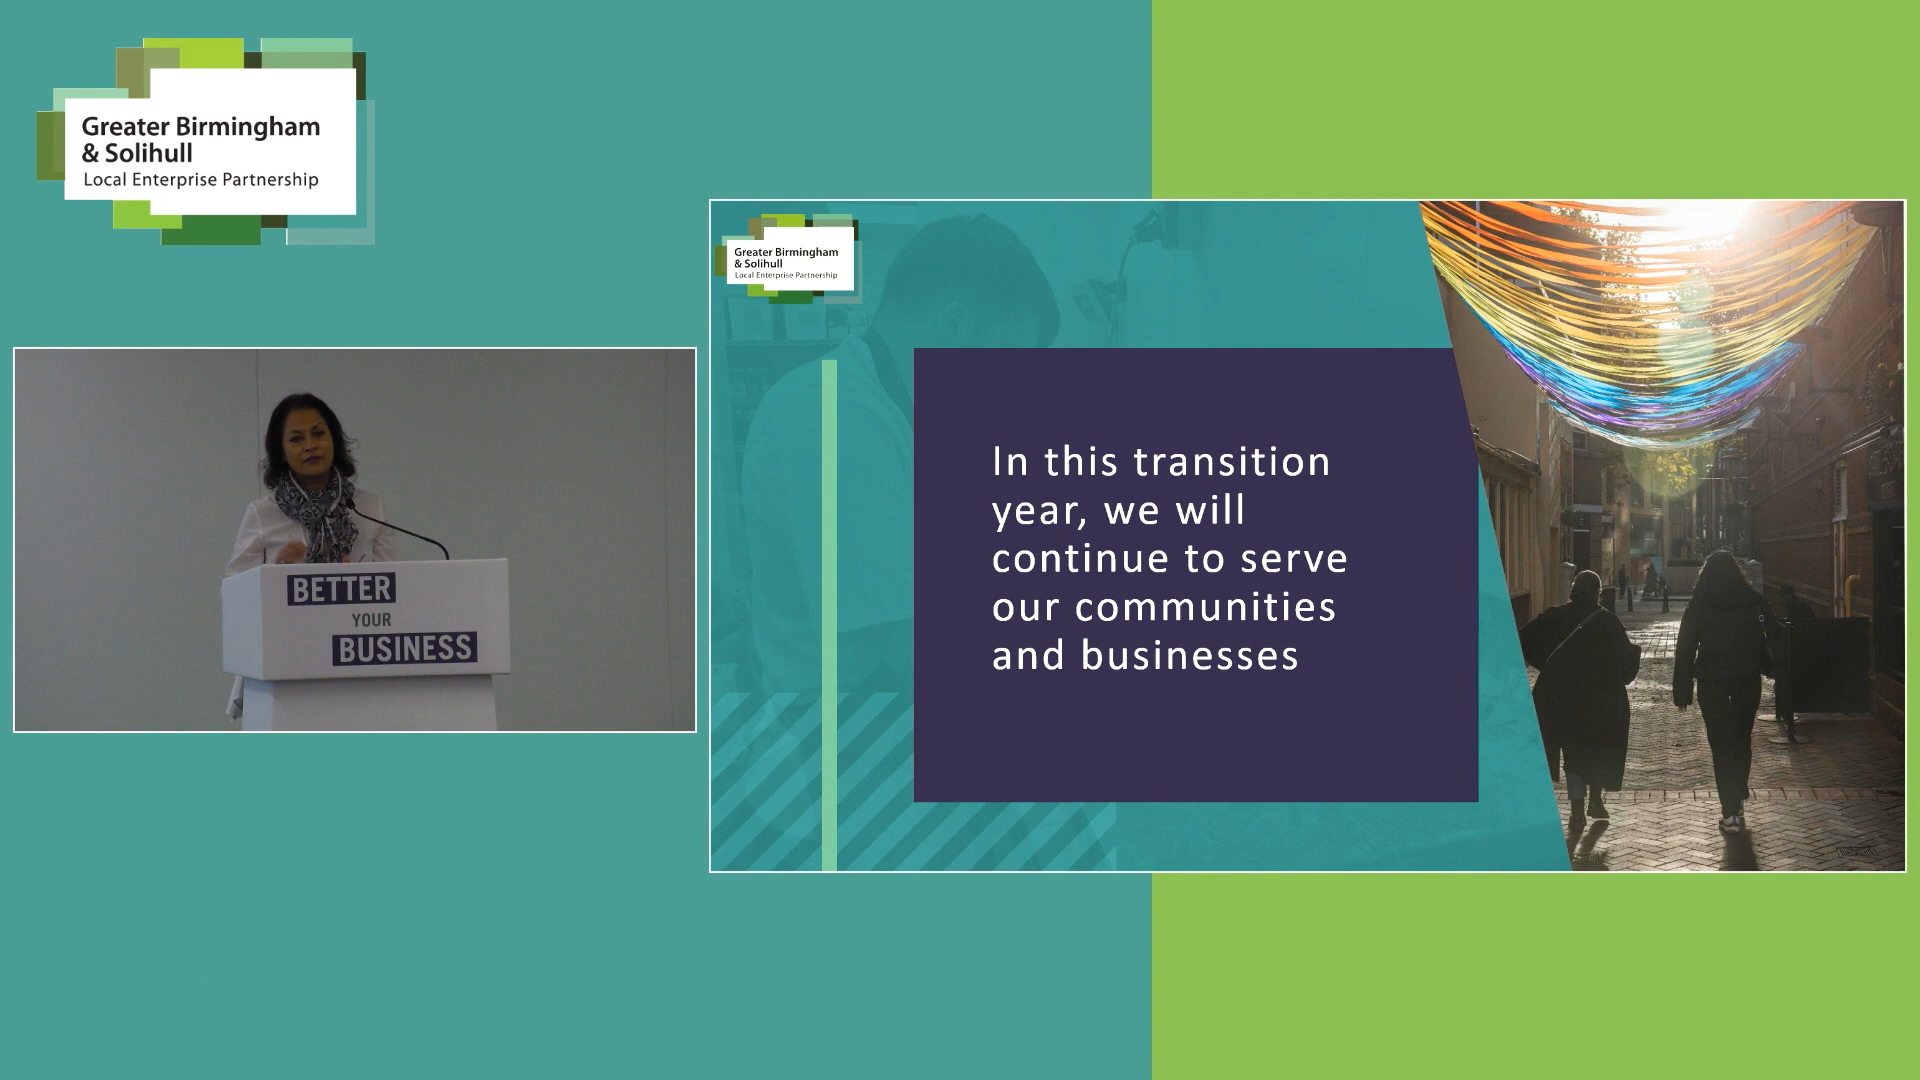 Greater Birmingham
& Solihull
Local Enterprise Partnership
BETTER
YOUR
BUSINESS
Greater Birmingham
& Solihull
Local Enterprise Partnership
In this transition
year, we will
continue to serve
our communities
and businesses